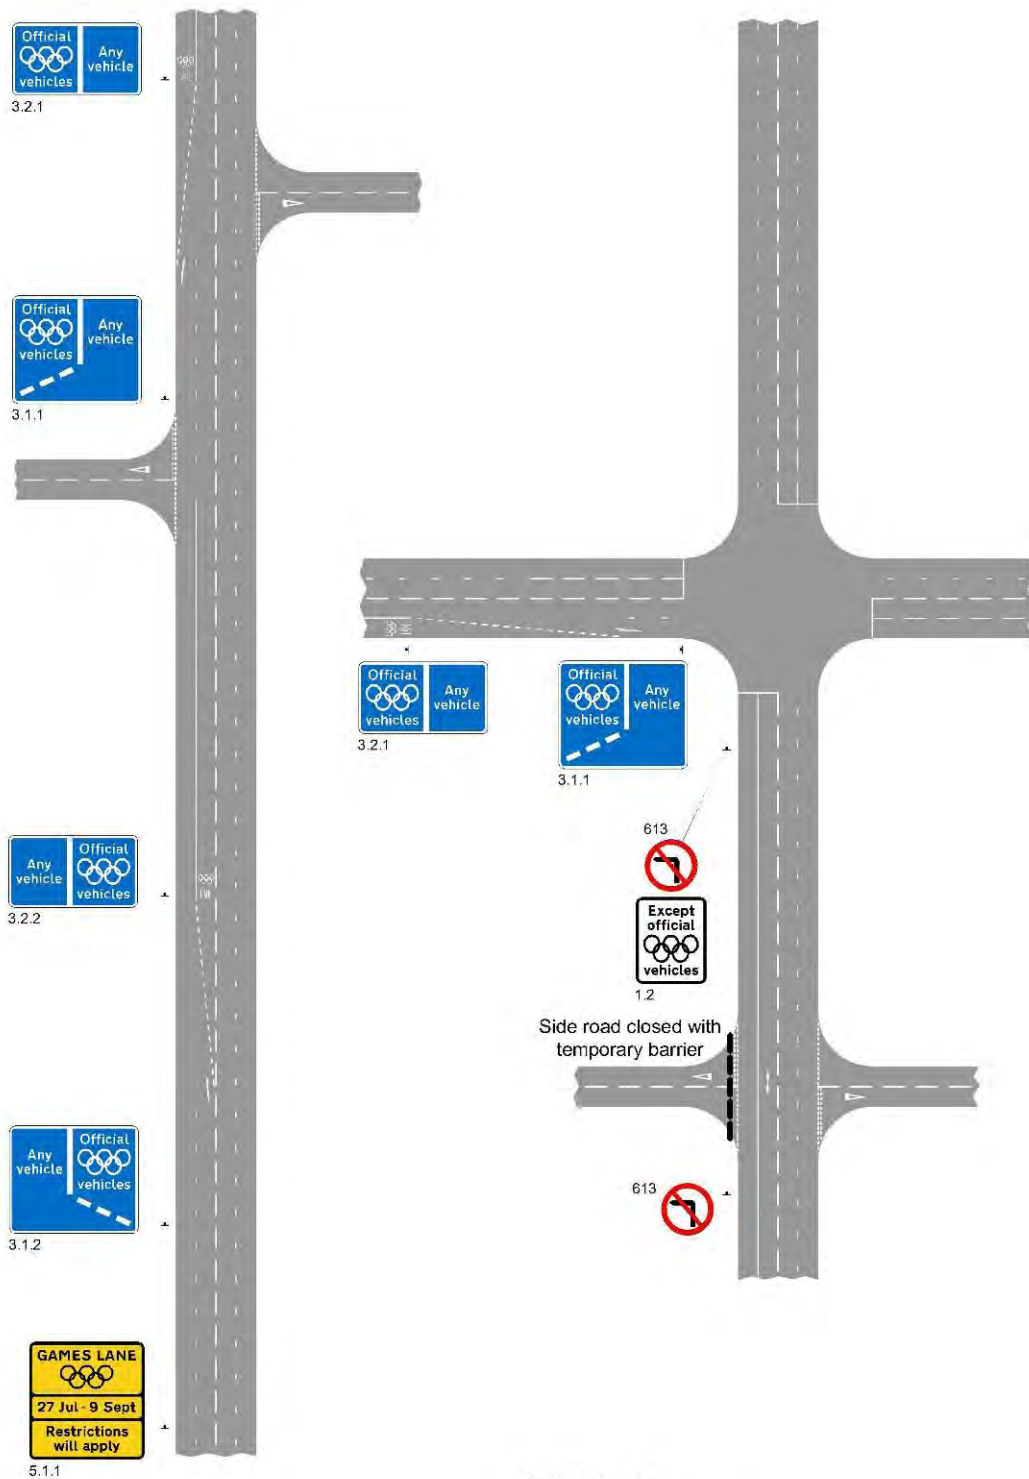 Official
vehicles
Any
vehicle
3.2.1
Official
vehicles
Any
vehicle
3.1.1
Official
vehicles
Any
vehicle
3.2.1
Official
vehicles
Any
vehicle
3.1.1
613
Any
vehicle
Official
vehicles
3.2.2
Except
official
vehicles
1.2
Side road closed with
temporary barrier
Any
vehicle
Official
vehicles
3.1.2
613
GAMES LANE
27 Jul - 9 Sept
Restrictions
will apply
5.1.1